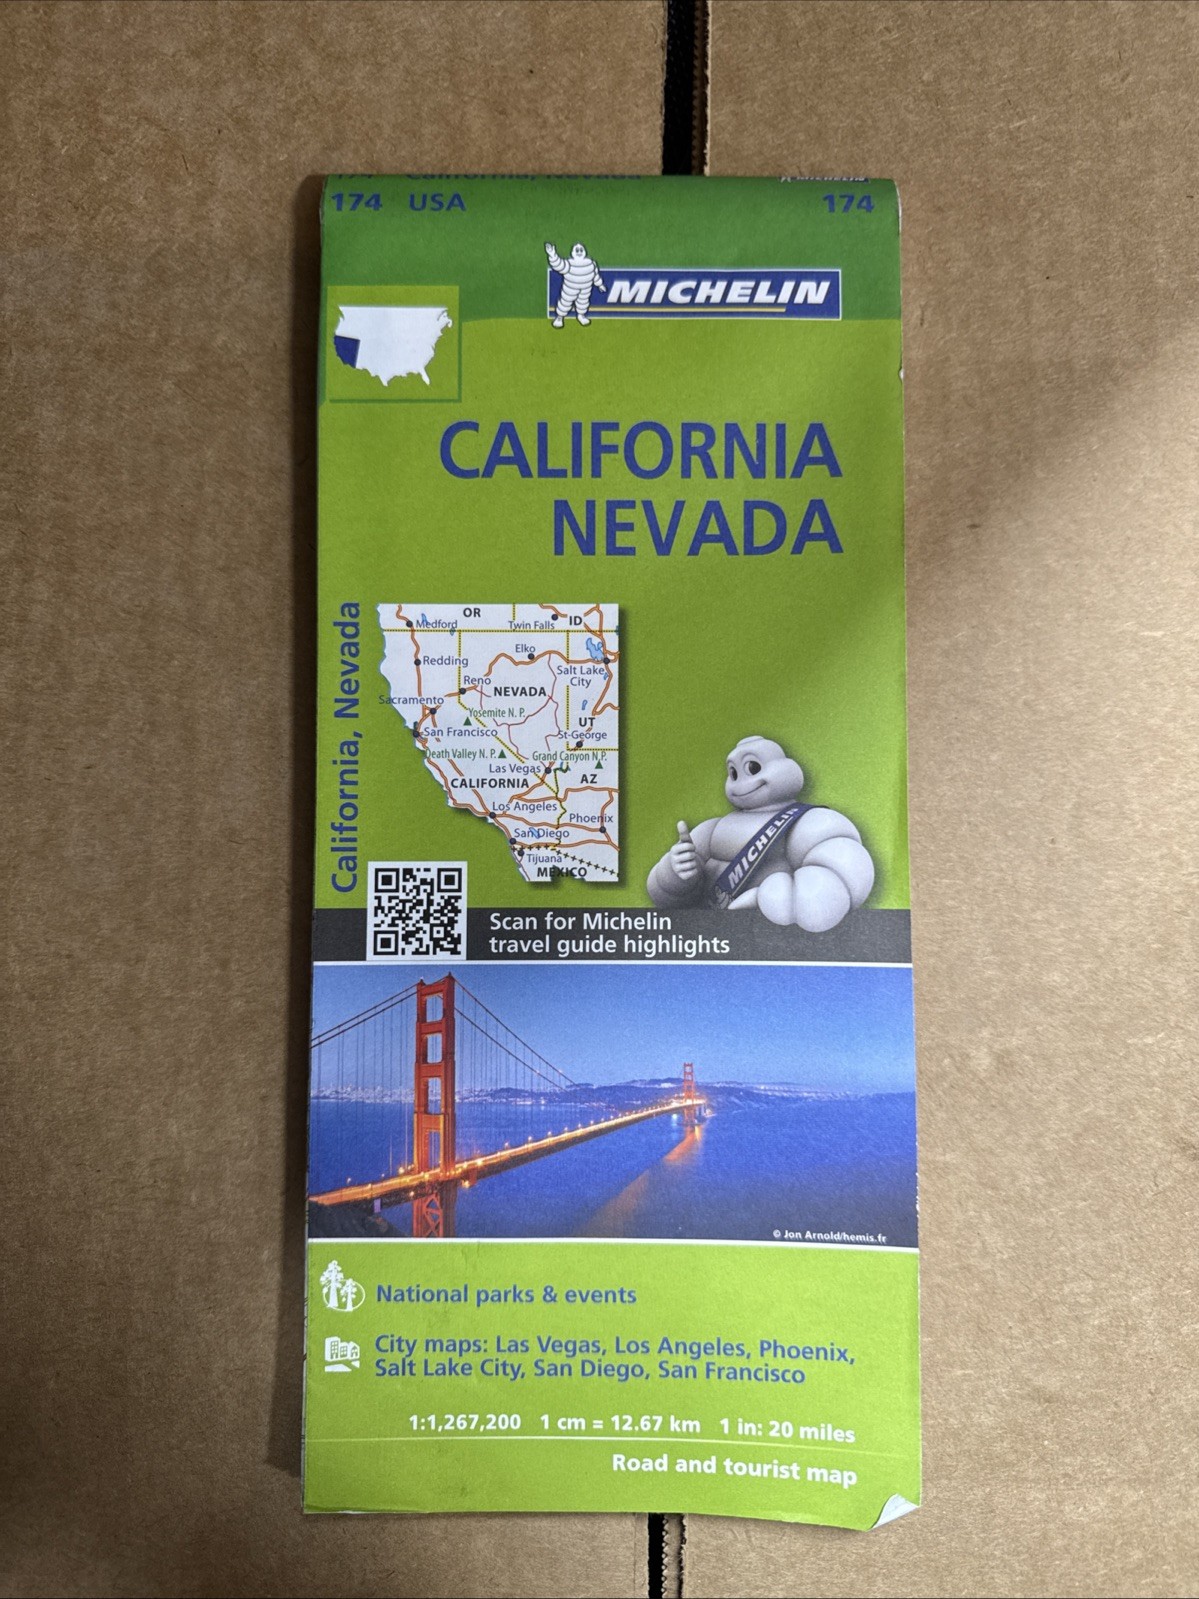 174 California, Nevada MICHELIN
174 USA 174
MICHELIN
CALIFORNIA
NEVADA
California, Nevada
OR
ID
Medford
Twin Falls
Elko
Redding
Salt Lake
City
Reno
NEVADA
Sacramento
Yosemite N. P.
UT
San Francisco
St-George
Death Valley N. P.
Grand Canyon N.P.
Las Vegas
AZ
CALIFORNIA
Los Angeles
Phoenix
San Diego
Tijuana
MEXICO
MICHELIN
Scan for Michelin
travel guide highlights
© Jon Arnold/hemis.fr
National parks & events
City maps: Las Vegas, Los Angeles, Phoenix,
Salt Lake City, San Diego, San Francisco
1:1,267,200 1 cm = 12.67 km 1 in: 20 miles
Road and tourist map